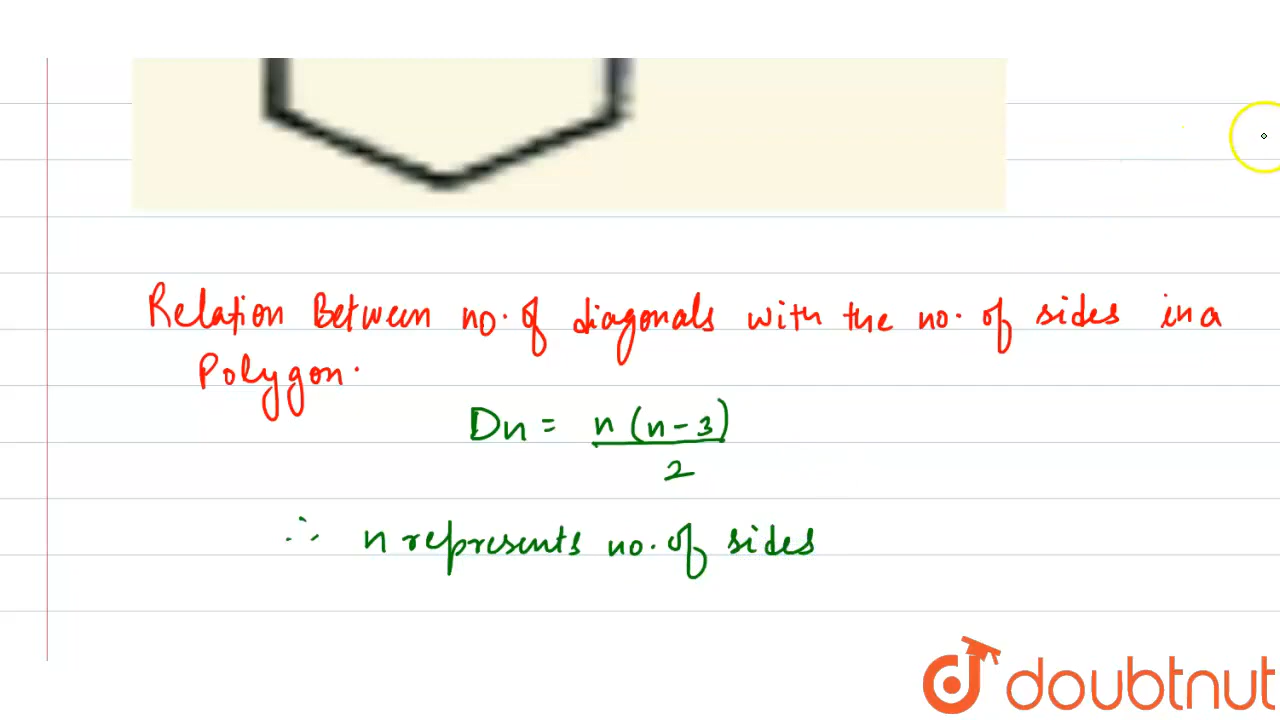 Relation Between no. of diagonals with the no. of sides in a
Polygon.
Dn = n(n-3)
2
∴ n represents no. of sides
doubtnut